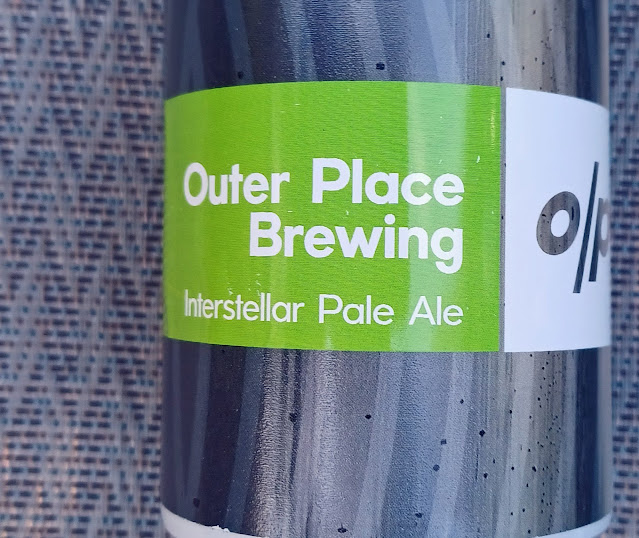 Outer Place
Brewing
Interstellar Pale Ale
o/p